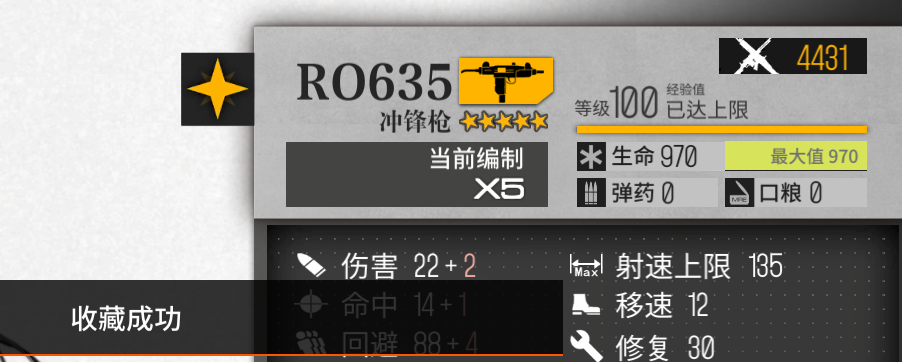 4431
RO635
冲锋枪
等级100 经验值 已达上限
当前编制
X5
生命 970
最大值 970
弹药 0
MRE 口粮 0
伤害 22+2
Max 射速上限 135
命中 14+1
移速 12
回避 88+4
修复 30
收藏成功